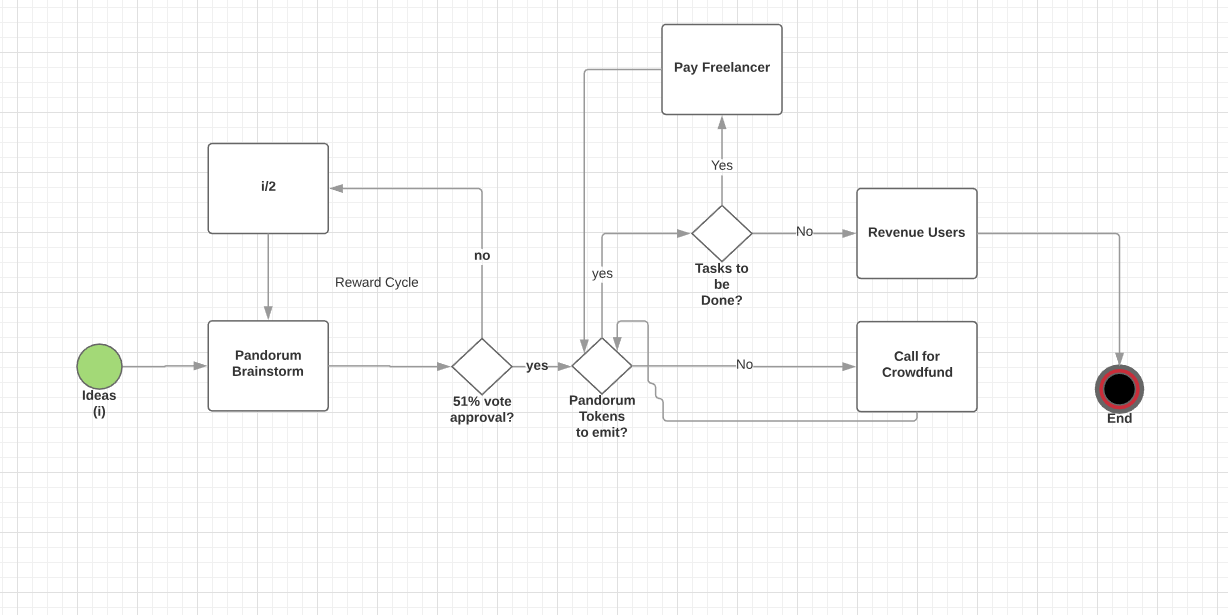 Pay Freelancer
Yes
i/2
Revenue Users
No
no
yes
Tasks to
be
Done?
Reward Cycle
Pandorum
Brainstorm
Call for
Crowdfund
yes
No
Ideas
(i)
51% vote
approval?
Pandorum
Tokens
to emit?
End